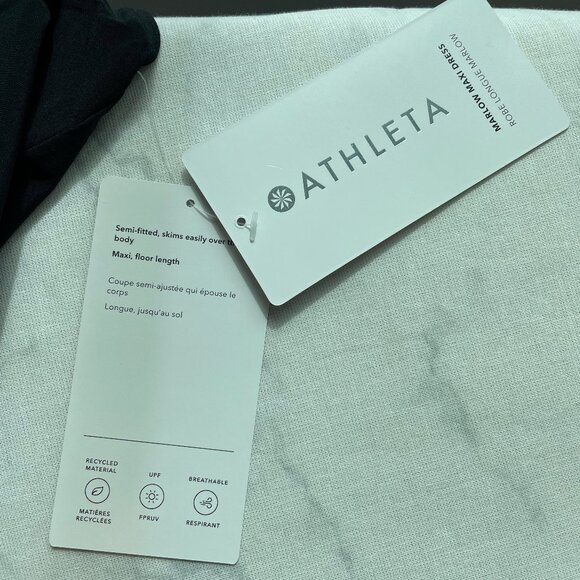 ATHLETA
MARLOW MAXI DRESS
ROBE LONGUE MARLOW
Semi-fitted, skims easily over
body
Maxi, floor length
Coupe semi-ajustée qui épouse le
corps
Longue, jusqu'au sol
RECYCLED
MATERIAL
MATIÈRES
RECYCLÉES
UPF
FPRUV
BREATHABLE
RESPIRANT